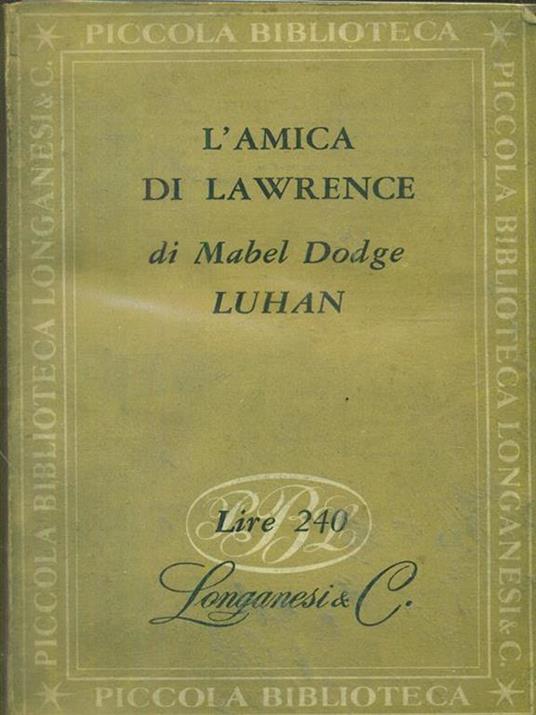 PICCOLA BIBLIOTECA
PICCOLA BIBLIOTECA LONGANESI & C.
PICCOLA BIBLIOTECA LONGANESI & C.
L'AMICA
DI LAWRENCE
di Mabel Dodge
LUHAN
PBL
Lire 240
Longanesi & C.
PICCOLA BIBLIOTECA